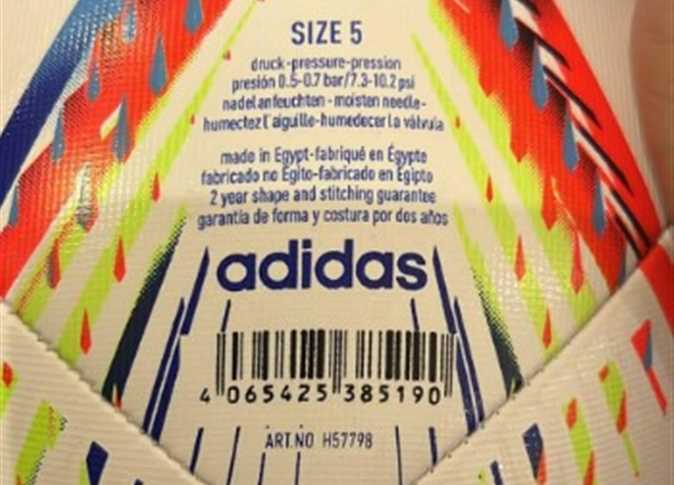 SIZE 5
druck-pressure-pression
presión 0.5-0.7 bar/7.3-10.2 psi
nadel anfeuchten - moisten needle-
humectez l'aiguille-humedecer la válvula
made in Egypt-fabriqué en Égypte
fabricado no Egito-fabricado en Egipto
2 year shape and stitching guarantee
garantía de forma y costura por dos años
adidas
4 065425 385190
ART.NO H57798